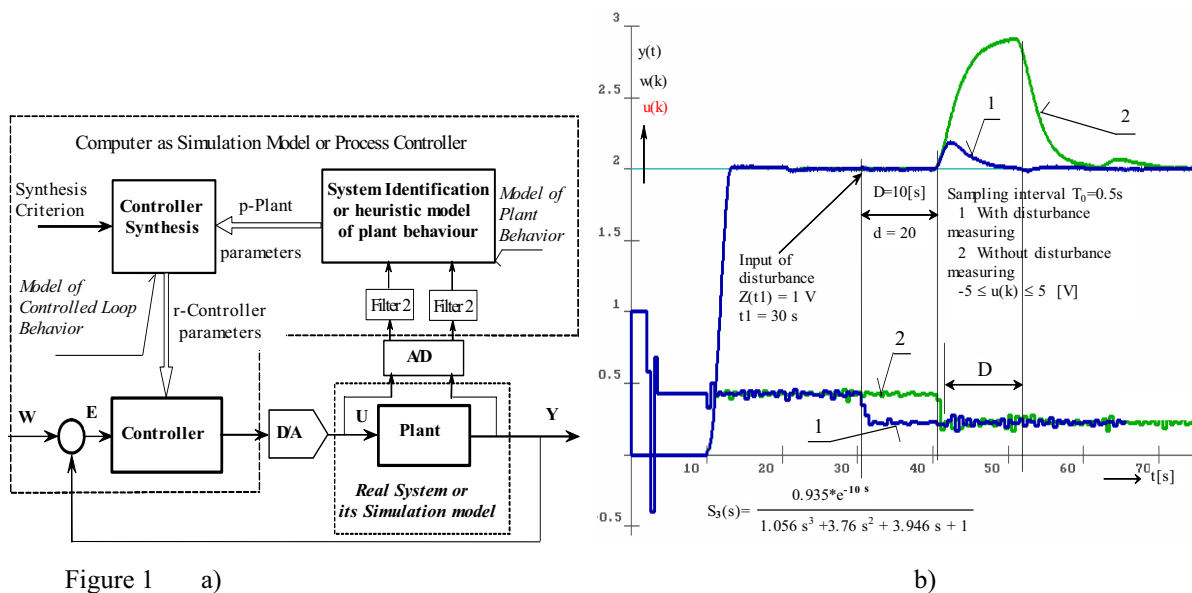 Computer as Simulation Model or Process Controller
Synthesis
Criterion
Controller
Synthesis
p-Plant
parameters
System Identification
or heuristic model
of plant behaviour
Model of
Plant
Behavior
Model of
Controlled Loop
Behavior
r-Controller
parameters
Filter2
Filter2
A/D
W
E
Controller
D/A
U
Plant
Y
Real System or
its Simulation model
Figure 1 a)
3
y(t)
w(k)
2.5
u(k)
1
2
2
D=10[s]
d = 20
Sampling interval T₀=0.5s
1 With disturbance
measuring
2 Without disturbance
measuring
-5 ≤ u(k) ≤ 5 [V]
Input of
disturbance
Z(t1) = 1 V
t1 = 30 s
1.5
1
2
D
0.5
1
10
20
30
40
50
60
70
t[s]
-0.5
S₃(s)=
0.935*e⁻¹⁰ ˢ
1.056 s³ +3.76 s² + 3.946 s + 1
b)